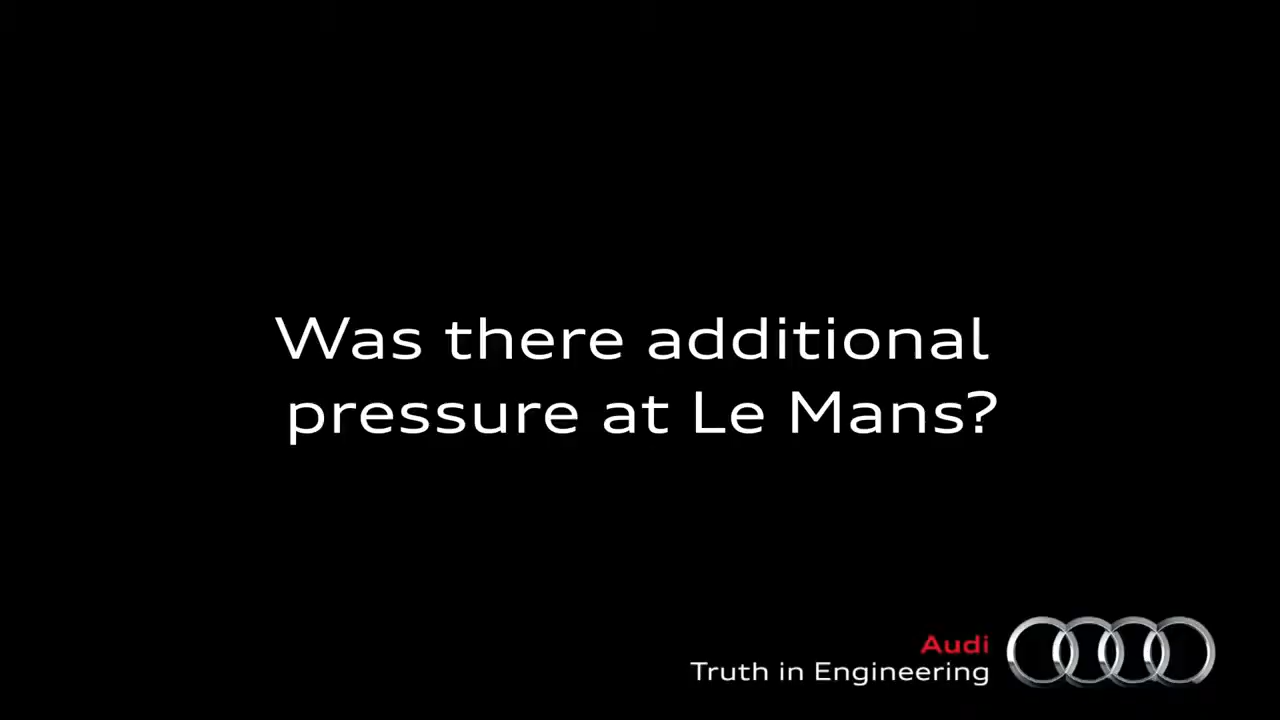 Was there additional
pressure at Le Mans?
Audi
Truth in Engineering